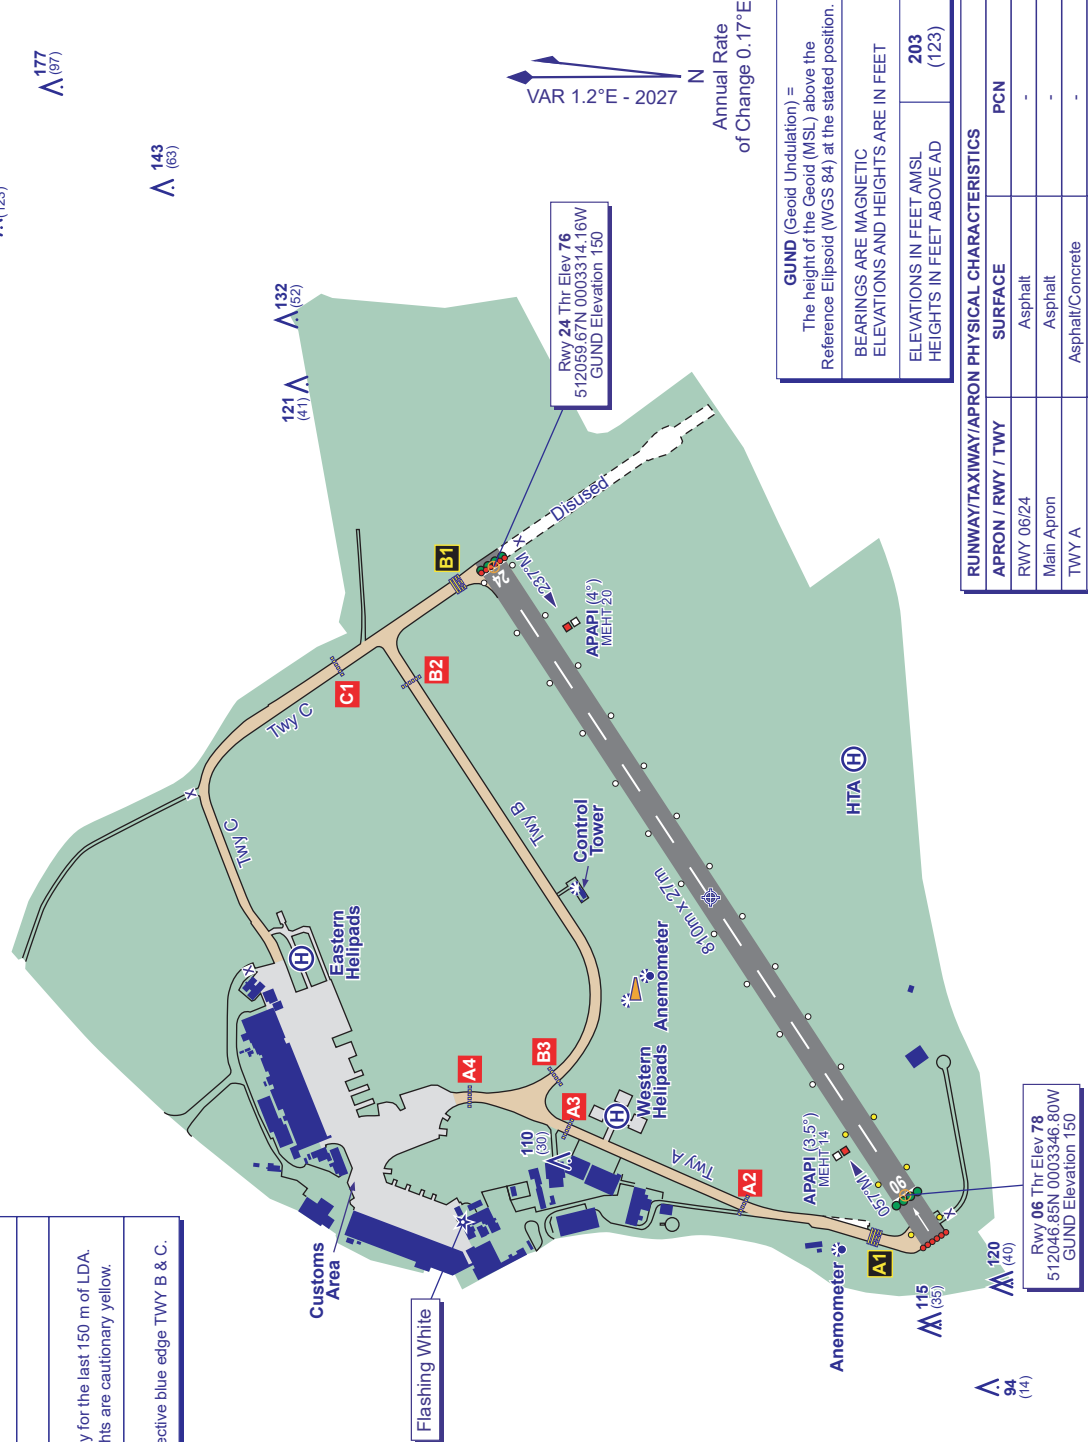 177
(97)
143
(63)
132
(52)
121
(41)
VAR 1.2°E - 2027
N
Annual Rate
of Change 0.17°E
Rwy 24 Thr Elev 76
512059.67N 0003314.16W
GUND Elevation 150
GUND (Geoid Undulation) =
The height of the Geoid (MSL) above the
Reference Elipsoid (WGS 84) at the stated position.
BEARINGS ARE MAGNETIC
ELEVATIONS AND HEIGHTS ARE IN FEET
ELEVATIONS IN FEET AMSL
HEIGHTS IN FEET ABOVE AD
203
(123)
RUNWAY/TAXIWAY/APRON PHYSICAL CHARACTERISTICS
APRON / RWY / TWY SURFACE PCN
RWY 06/24 Asphalt -
Main Apron Asphalt -
TWY A Asphalt/Concrete -
Disused
X
B1
24
237°M
APAPI (4°)
MEHT 20
C1
B2
Twy C
X
Twy C
Twy B
Control
Tower
HTA H
810m x 27m
Eastern
Helipads
H
X
Anemometer
A4
B3
A3
Western
Helipads
H
110
(30)
Twy A
A2
APAPI (3.5°)
MEHT 14
057°M
06
X
A1
Anemometer
Customs
Area
Flashing White
115
(35)
120
(40)
94
(14)
Rwy 06 Thr Elev 78
512046.85N 0003346.80W
GUND Elevation 150
y for the last 150 m of LDA.
hts are cautionary yellow.
ective blue edge TWY B & C.